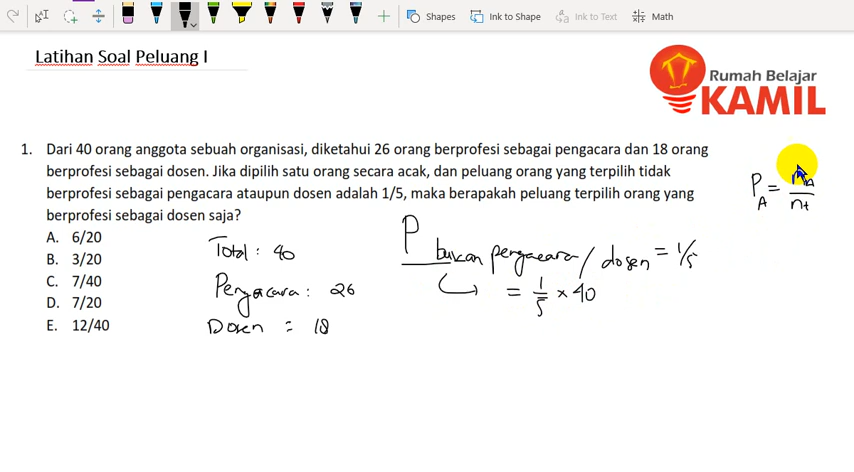 Shapes
Ink to Shape
Ink to Text
Math
Latihan Soal Peluang I
Rumah Belajar
KAMIL
1. Dari 40 orang anggota sebuah organisasi, diketahui 26 orang berprofesi sebagai pengacara dan 18 orang
berprofesi sebagai dosen. Jika dipilih satu orang secara acak, dan peluang orang yang terpilih tidak
berprofesi sebagai pengacara ataupun dosen adalah 1/5, maka berapakah peluang terpilih orang yang
berprofesi sebagai dosen saja?
A. 6/20
B. 3/20
C. 7/40
D. 7/20
E. 12/40
Total : 40
Pengacara : 26
Dosen = 18
P bukan pengacara / dosen = 1/5
= 1/5 × 40
P A =